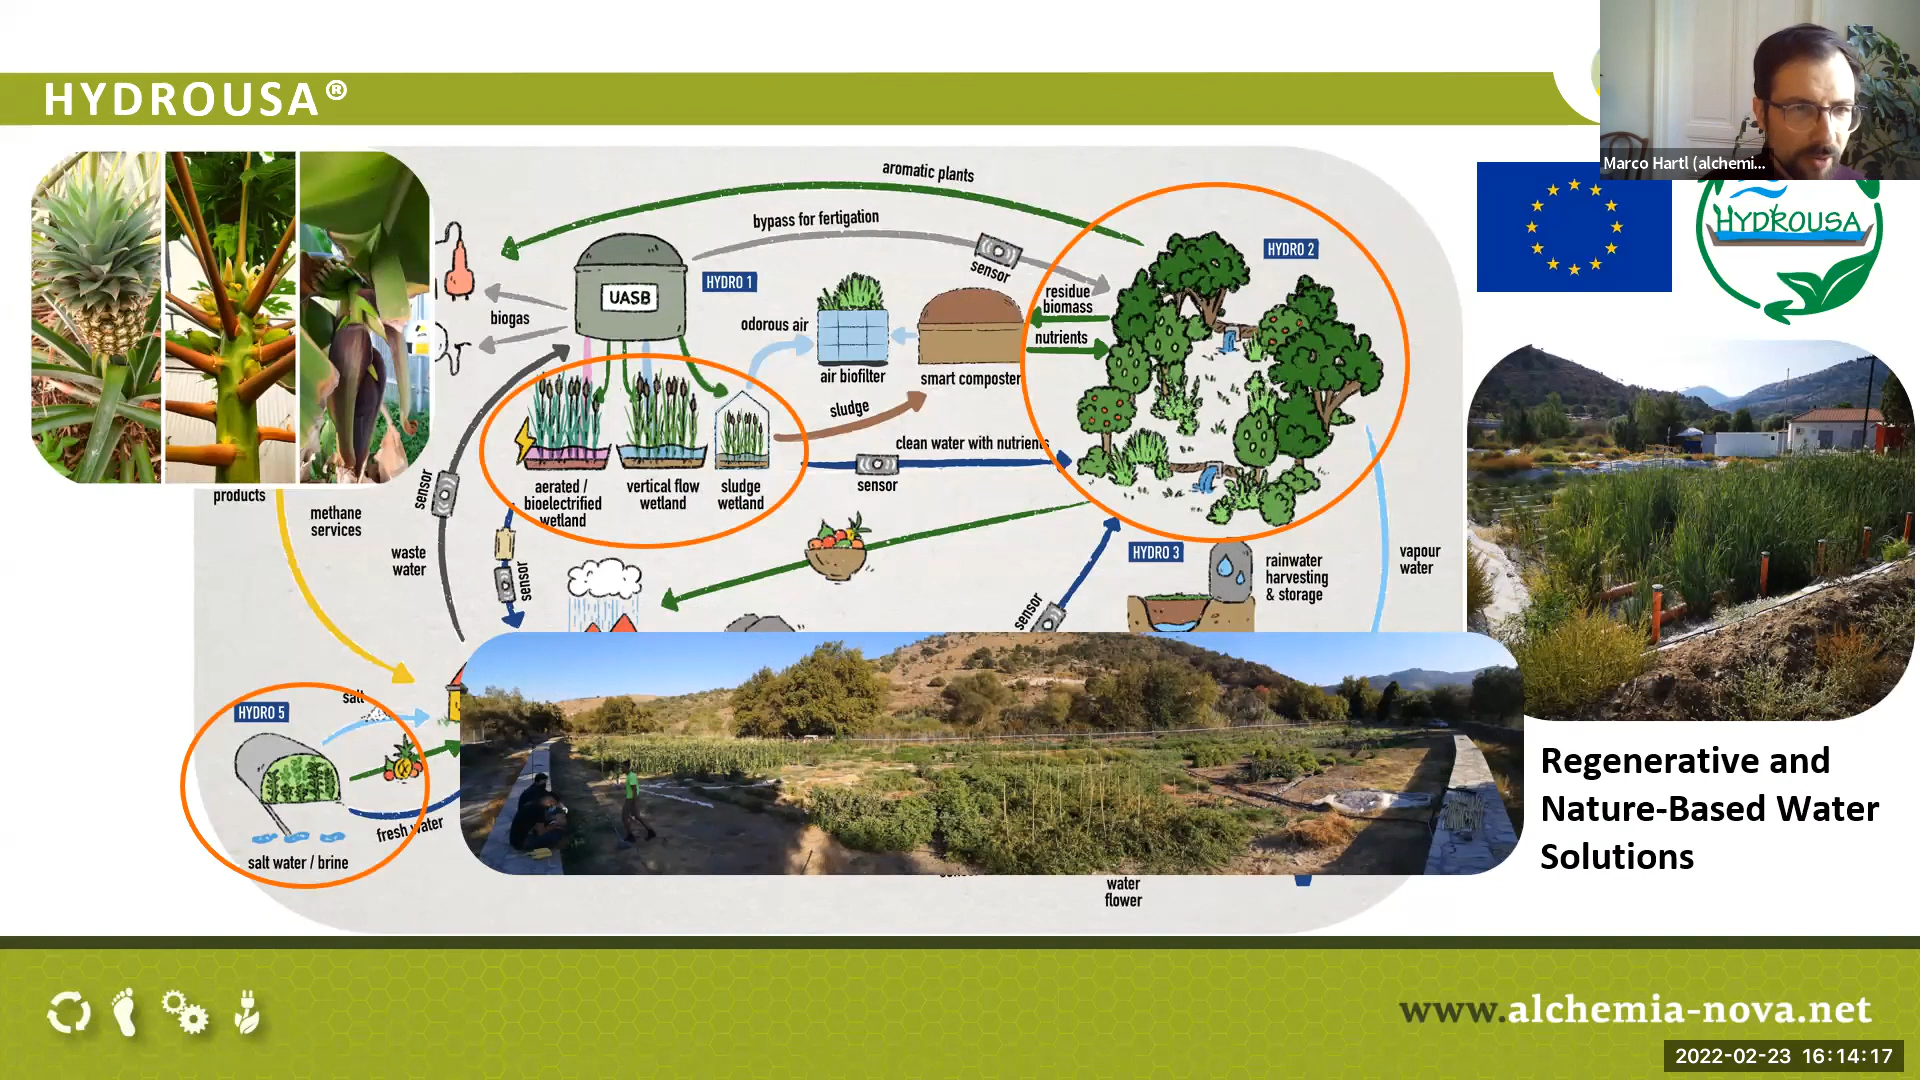 HYDROUSA®
Marco Hartl (alchemi...
HYDROUSA
aromatic plants
bypass for fertigation
sensor
HYDRO 2
HYDRO 1
UASB
biogas
odorous air
air biofilter
smart composter
residue
biomass
nutrients
sludge
clean water with nutrients
sensor
aerated /
bioelectrified
wetland
vertical flow
wetland
sludge
wetland
products
methane
services
sensor
waste
water
sensor
HYDRO 3
rainwater
harvesting
& storage
vapour
water
sensor
salt
HYDRO 5
fresh water
salt water / brine
water
flower
Regenerative and
Nature-Based Water
Solutions
www.alchemia-nova.net
2022-02-23 16:14:17